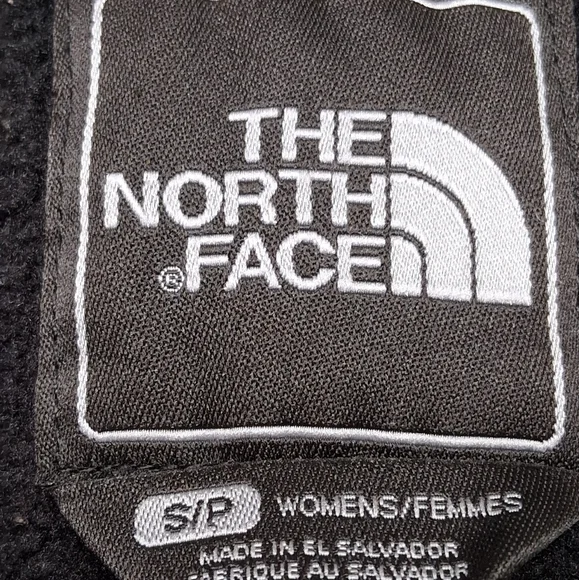 THE
NORTH
® FACE
S/P WOMENS/FEMMES
MADE IN EL SALVADOR
FABRIQUE AU SALVADOR